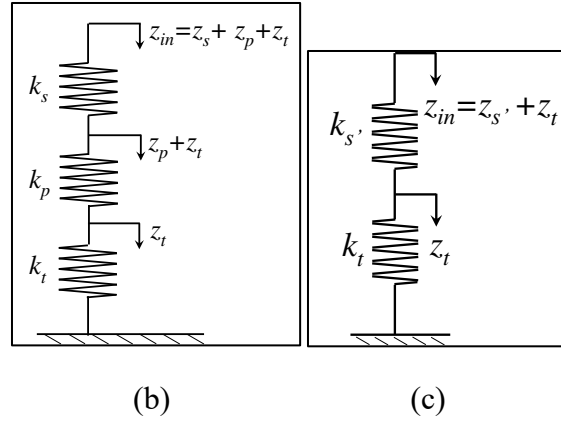 z_in=z_s+ z_p+z_t
k_s
z_p+z_t
k_p
z_t
k_t
(b)
z_in=z_s' +z_t
k_s'
k_t
z_t
(c)